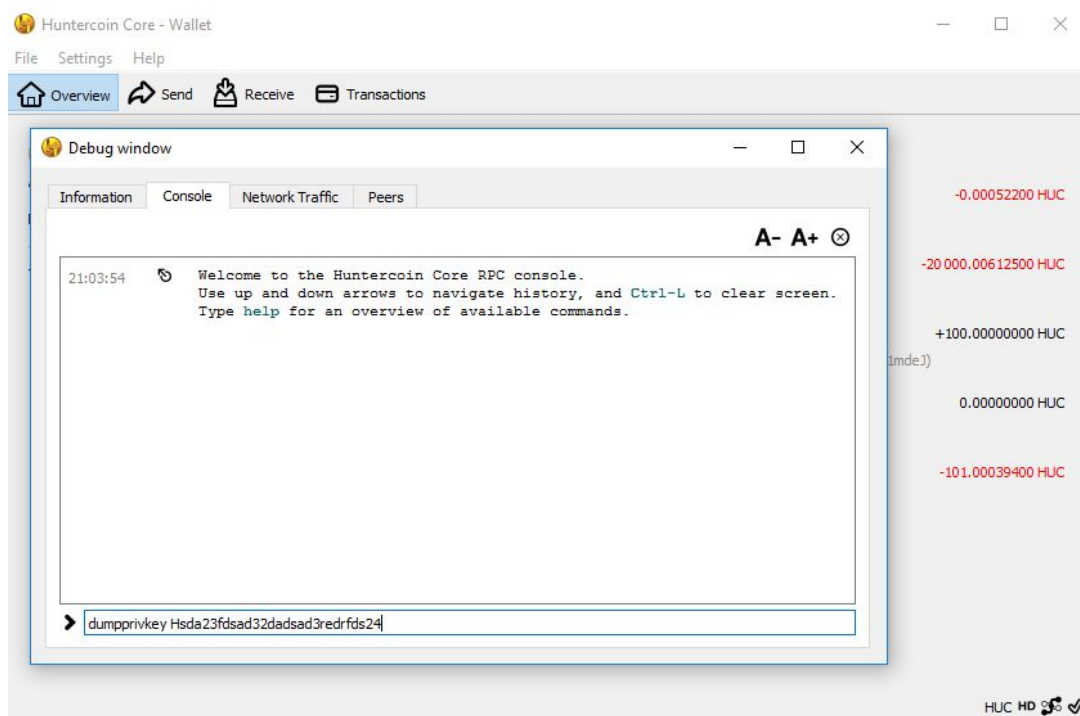 Huntercoin Core - Wallet
File Settings Help
Overview Send Receive Transactions
Debug window
Information Console Network Traffic Peers
A- A+
21:03:54 Welcome to the Huntercoin Core RPC console.
Use up and down arrows to navigate history, and Ctrl-L to clear screen.
Type help for an overview of available commands.
-0.00052200 HUC
-20 000.00612500 HUC
+100.00000000 HUC
1mdeJ)
0.00000000 HUC
-101.00039400 HUC
dumpprivkey Hsda23fdsad32dadsad3redrfds24
HUC HD